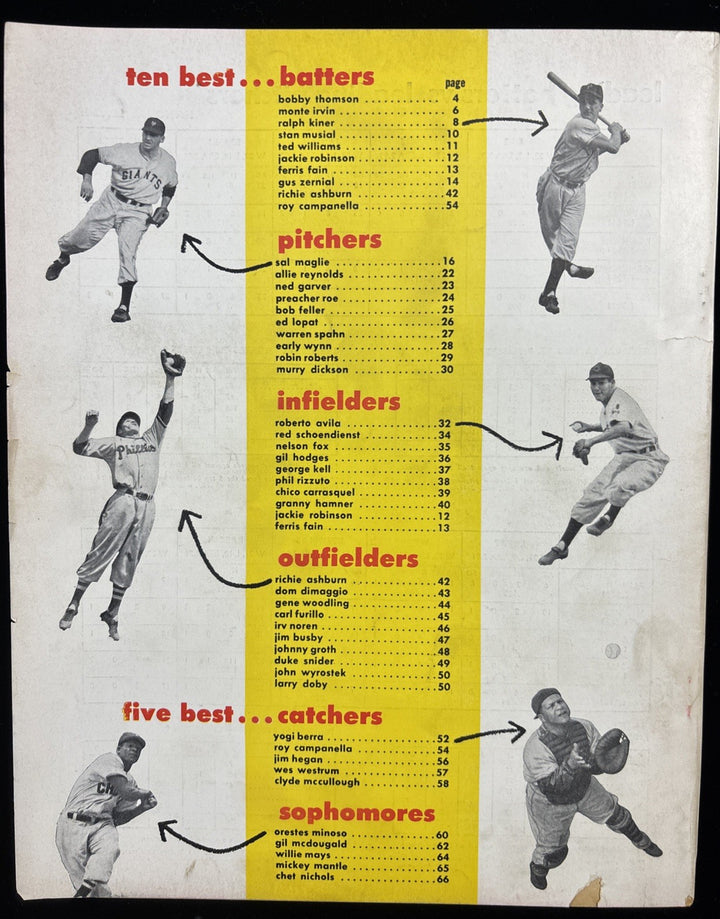 ten best...batters
page
bobby thomson ............ 4
monte irvin ............ 6
ralph kiner ............ 8
stan musial ............ 10
ted williams ............ 11
jackie robinson ............ 12
ferris fain ............ 13
gus zernial ............ 14
richie ashburn ............ 42
roy campanella ............ 54
GIANTS
pitchers
sal maglie ............ 16
allie reynolds ............ 22
ned garver ............ 23
preacher roe ............ 24
bob feller ............ 25
ed lopat ............ 26
warren spahn ............ 27
early wynn ............ 28
robin roberts ............ 29
murry dickson ............ 30
infielders
roberto avila ............ 32
red schoendienst ............ 34
nelson fox ............ 35
gil hodges ............ 36
george kell ............ 37
phil rizzuto ............ 38
chico carrasquel ............ 39
granny hamner ............ 40
jackie robinson ............ 12
ferris fain ............ 13
Phillies
outfielders
richie ashburn ............ 42
dom dimaggio ............ 43
gene woodling ............ 44
carl furillo ............ 45
irv noren ............ 46
jim busby ............ 47
johnny groth ............ 48
duke snider ............ 49
john wyrostek ............ 50
larry doby ............ 50
five best...catchers
yogi berra ............ 52
roy campanella ............ 54
jim hegan ............ 56
wes westrum ............ 57
clyde mccullough ............ 58
CH
sophomores
orestes minoso ............ 60
gil mcdougald ............ 62
willie mays ............ 64
mickey mantle ............ 65
chet nichols ............ 66